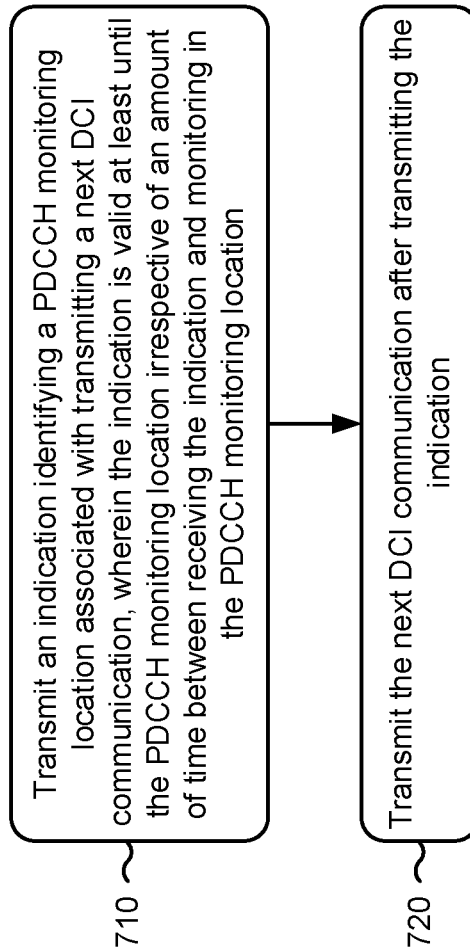 710
Transmit an indication identifying a PDCCH monitoring
location associated with transmitting a next DCI
communication, wherein the indication is valid at least until
the PDCCH monitoring location irrespective of an amount
of time between receiving the indication and monitoring in
the PDCCH monitoring location
720
Transmit the next DCI communication after transmitting the
indication